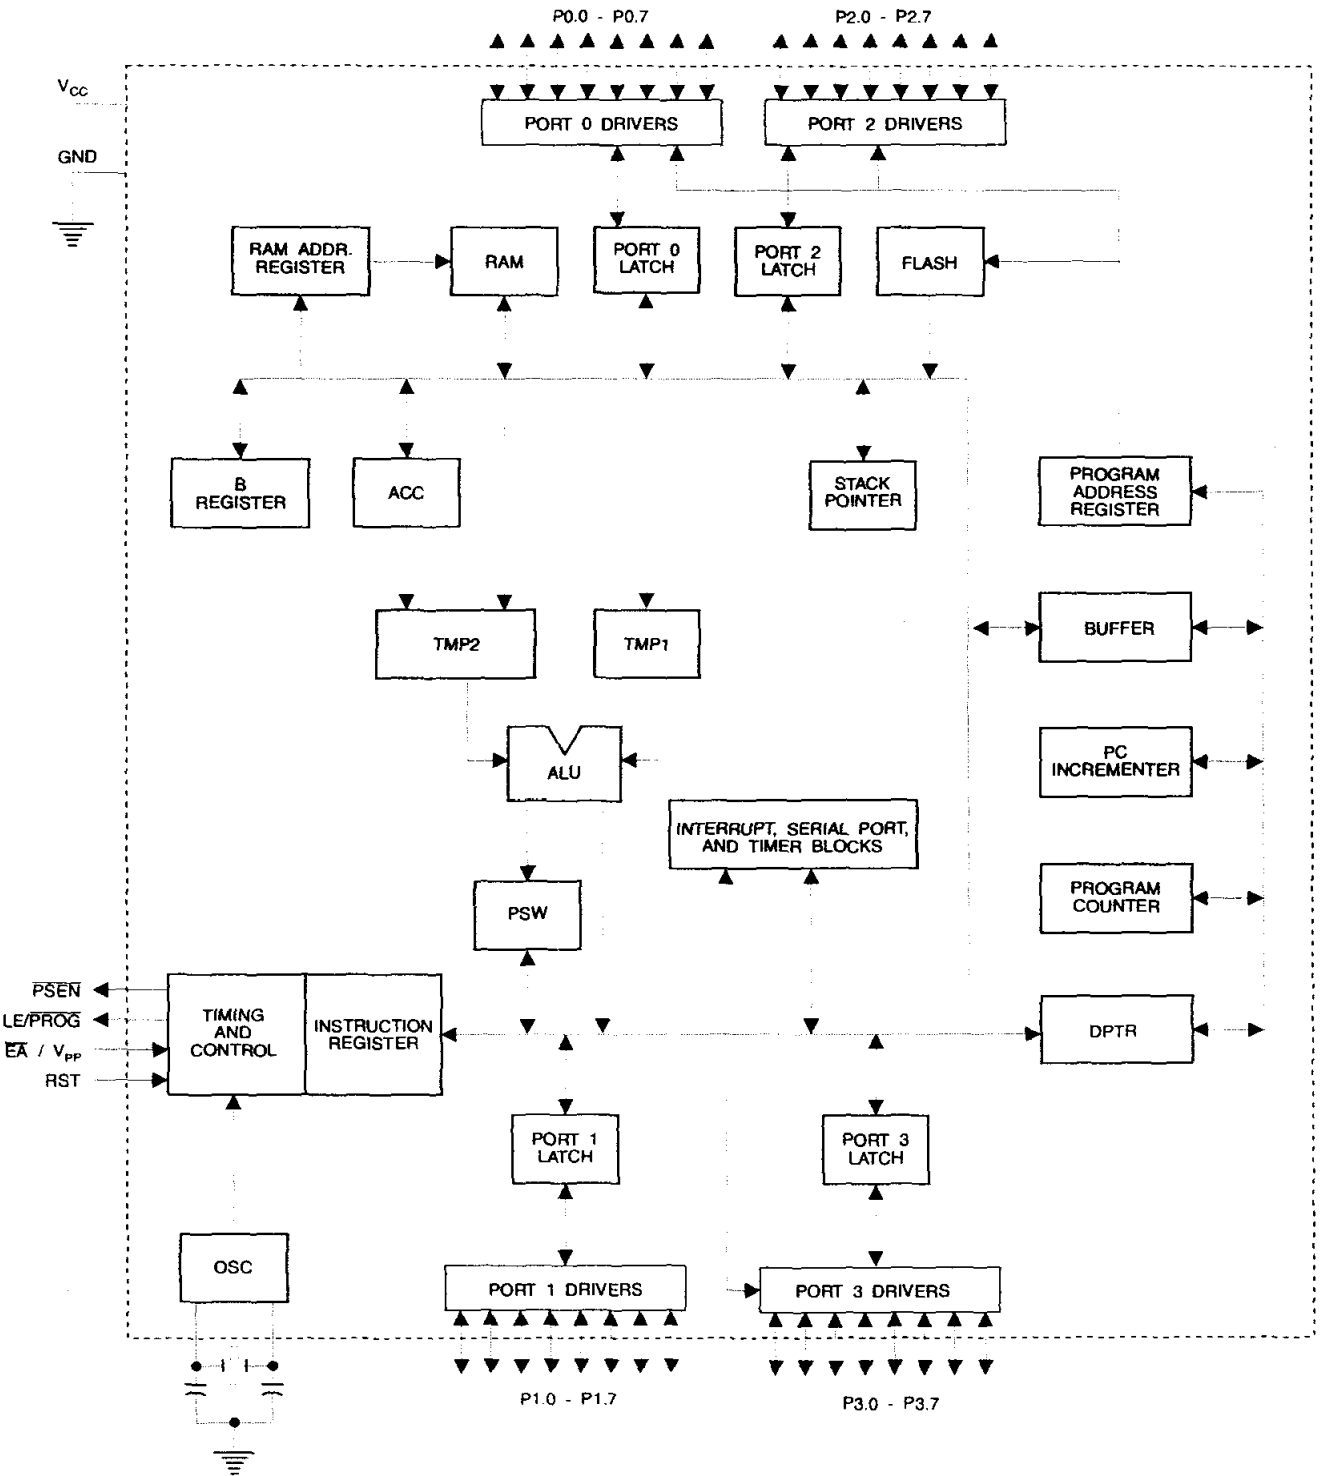 P0.0 - P0.7
P2.0 - P2.7
VCC
GND
PORT 0 DRIVERS
PORT 2 DRIVERS
RAM ADDR.
REGISTER
RAM
PORT 0
LATCH
PORT 2
LATCH
FLASH
B
REGISTER
ACC
STACK
POINTER
PROGRAM
ADDRESS
REGISTER
BUFFER
TMP2
TMP1
ALU
PC
INCREMENTER
INTERRUPT, SERIAL PORT,
AND TIMER BLOCKS
PROGRAM
COUNTER
PSW
PSEN
LE/PROG
EA / VPP
RST
TIMING
AND
CONTROL
INSTRUCTION
REGISTER
DPTR
PORT 1
LATCH
PORT 3
LATCH
OSC
PORT 1 DRIVERS
PORT 3 DRIVERS
P1.0 - P1.7
P3.0 - P3.7